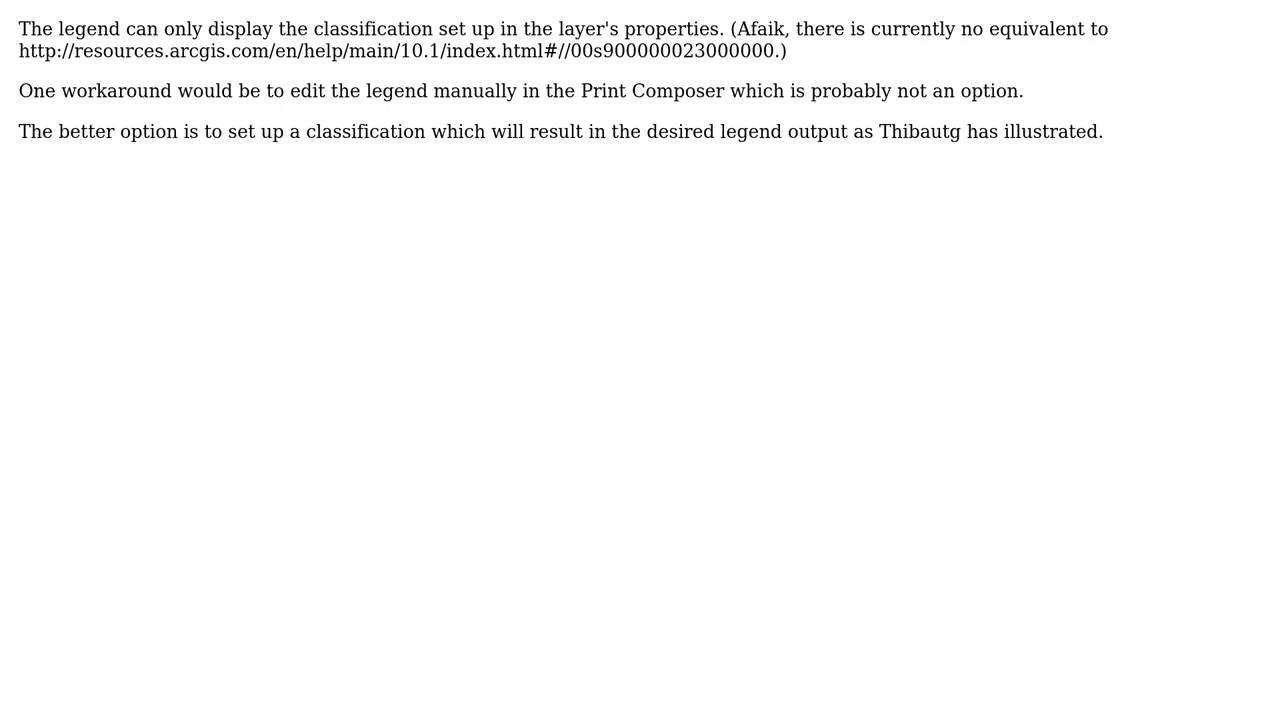 The legend can only display the classification set up in the layer's properties. (Afaik, there is currently no equivalent to
http://resources.arcgis.com/en/help/main/10.1/index.html#//00s900000023000000.)
One workaround would be to edit the legend manually in the Print Composer which is probably not an option.
The better option is to set up a classification which will result in the desired legend output as Thibautg has illustrated.